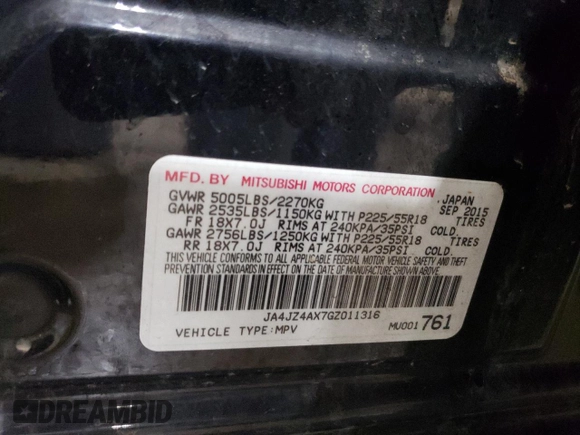 MFD. BY MITSUBISHI MOTORS CORPORATION, JAPAN
GVWR 5005LBS/2270KG SEP 2015
GAWR 2535LBS/1150KG WITH P225/55R18 TIRES
FR 18X7.0J RIMS AT 240KPA/35PSI COLD.
GAWR 2756LBS/1250KG WITH P225/55R18 TIRES
RR 18X7.0J RIMS AT 240KPA/35PSI COLD.
THIS VEHICLE CONFORMS TO ALL APPLICABLE FEDERAL MOTOR VEHICLE SAFETY AND THEFT
PREVENTION STANDARDS IN EFFECT ON THE DATE OF MANUFACTURE SHOWN ABOVE.
JA4JZ4AX7GZ011316
VEHICLE TYPE:MPV MU001 761
DREAMBID